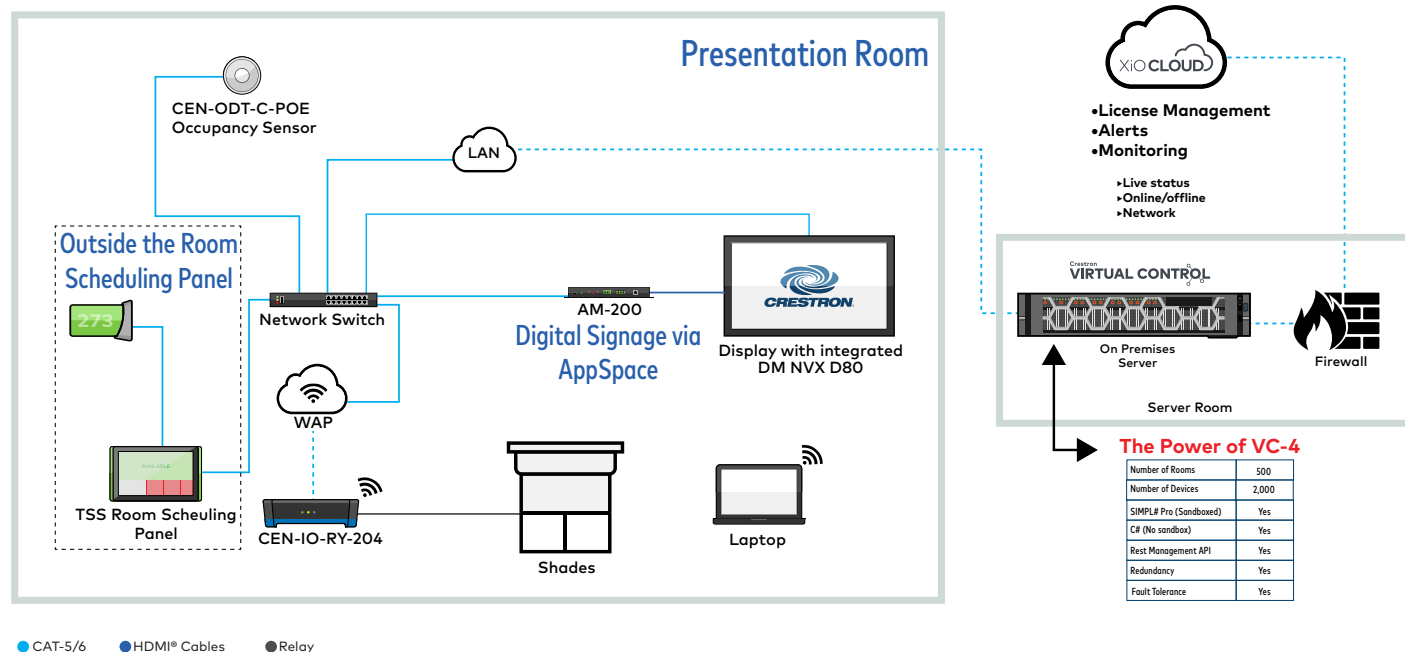 Presentation Room
CEN-ODT-C-POE
Occupancy Sensor
LAN
Outside the Room
Scheduling Panel
273
AVAILABLE
TSS Room Scheuling
Panel
Network Switch
WAP
CEN-IO-RY-204
AM-200
Digital Signage via
AppSpace
CRESTRON
Display with integrated
DM NVX D80
Shades
Laptop
XiO CLOUD
•License Management
•Alerts
•Monitoring
▸Live status
▸Online/offline
▸Network
Crestron
VIRTUAL CONTROL
On Premises
Server
Firewall
Server Room
The Power of VC-4
Number of Rooms 500
Number of Devices 2,000
SIMPL# Pro (Sandboxed) Yes
C# (No sandbox) Yes
Rest Management API Yes
Redundancy Yes
Fault Tolerance Yes
CAT-5/6 HDMI® Cables Relay